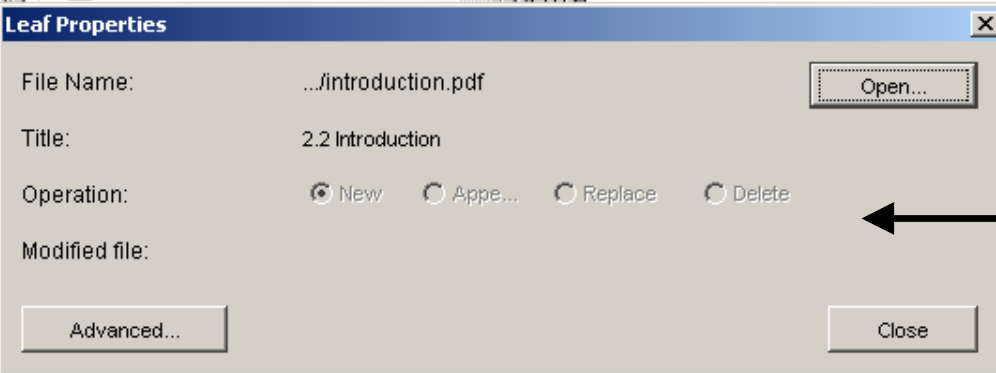 Leaf Properties
File Name: .../introduction.pdf Open...
Title: 2.2 Introduction
Operation: New Appe... Replace Delete
Modified file:
Advanced... Close